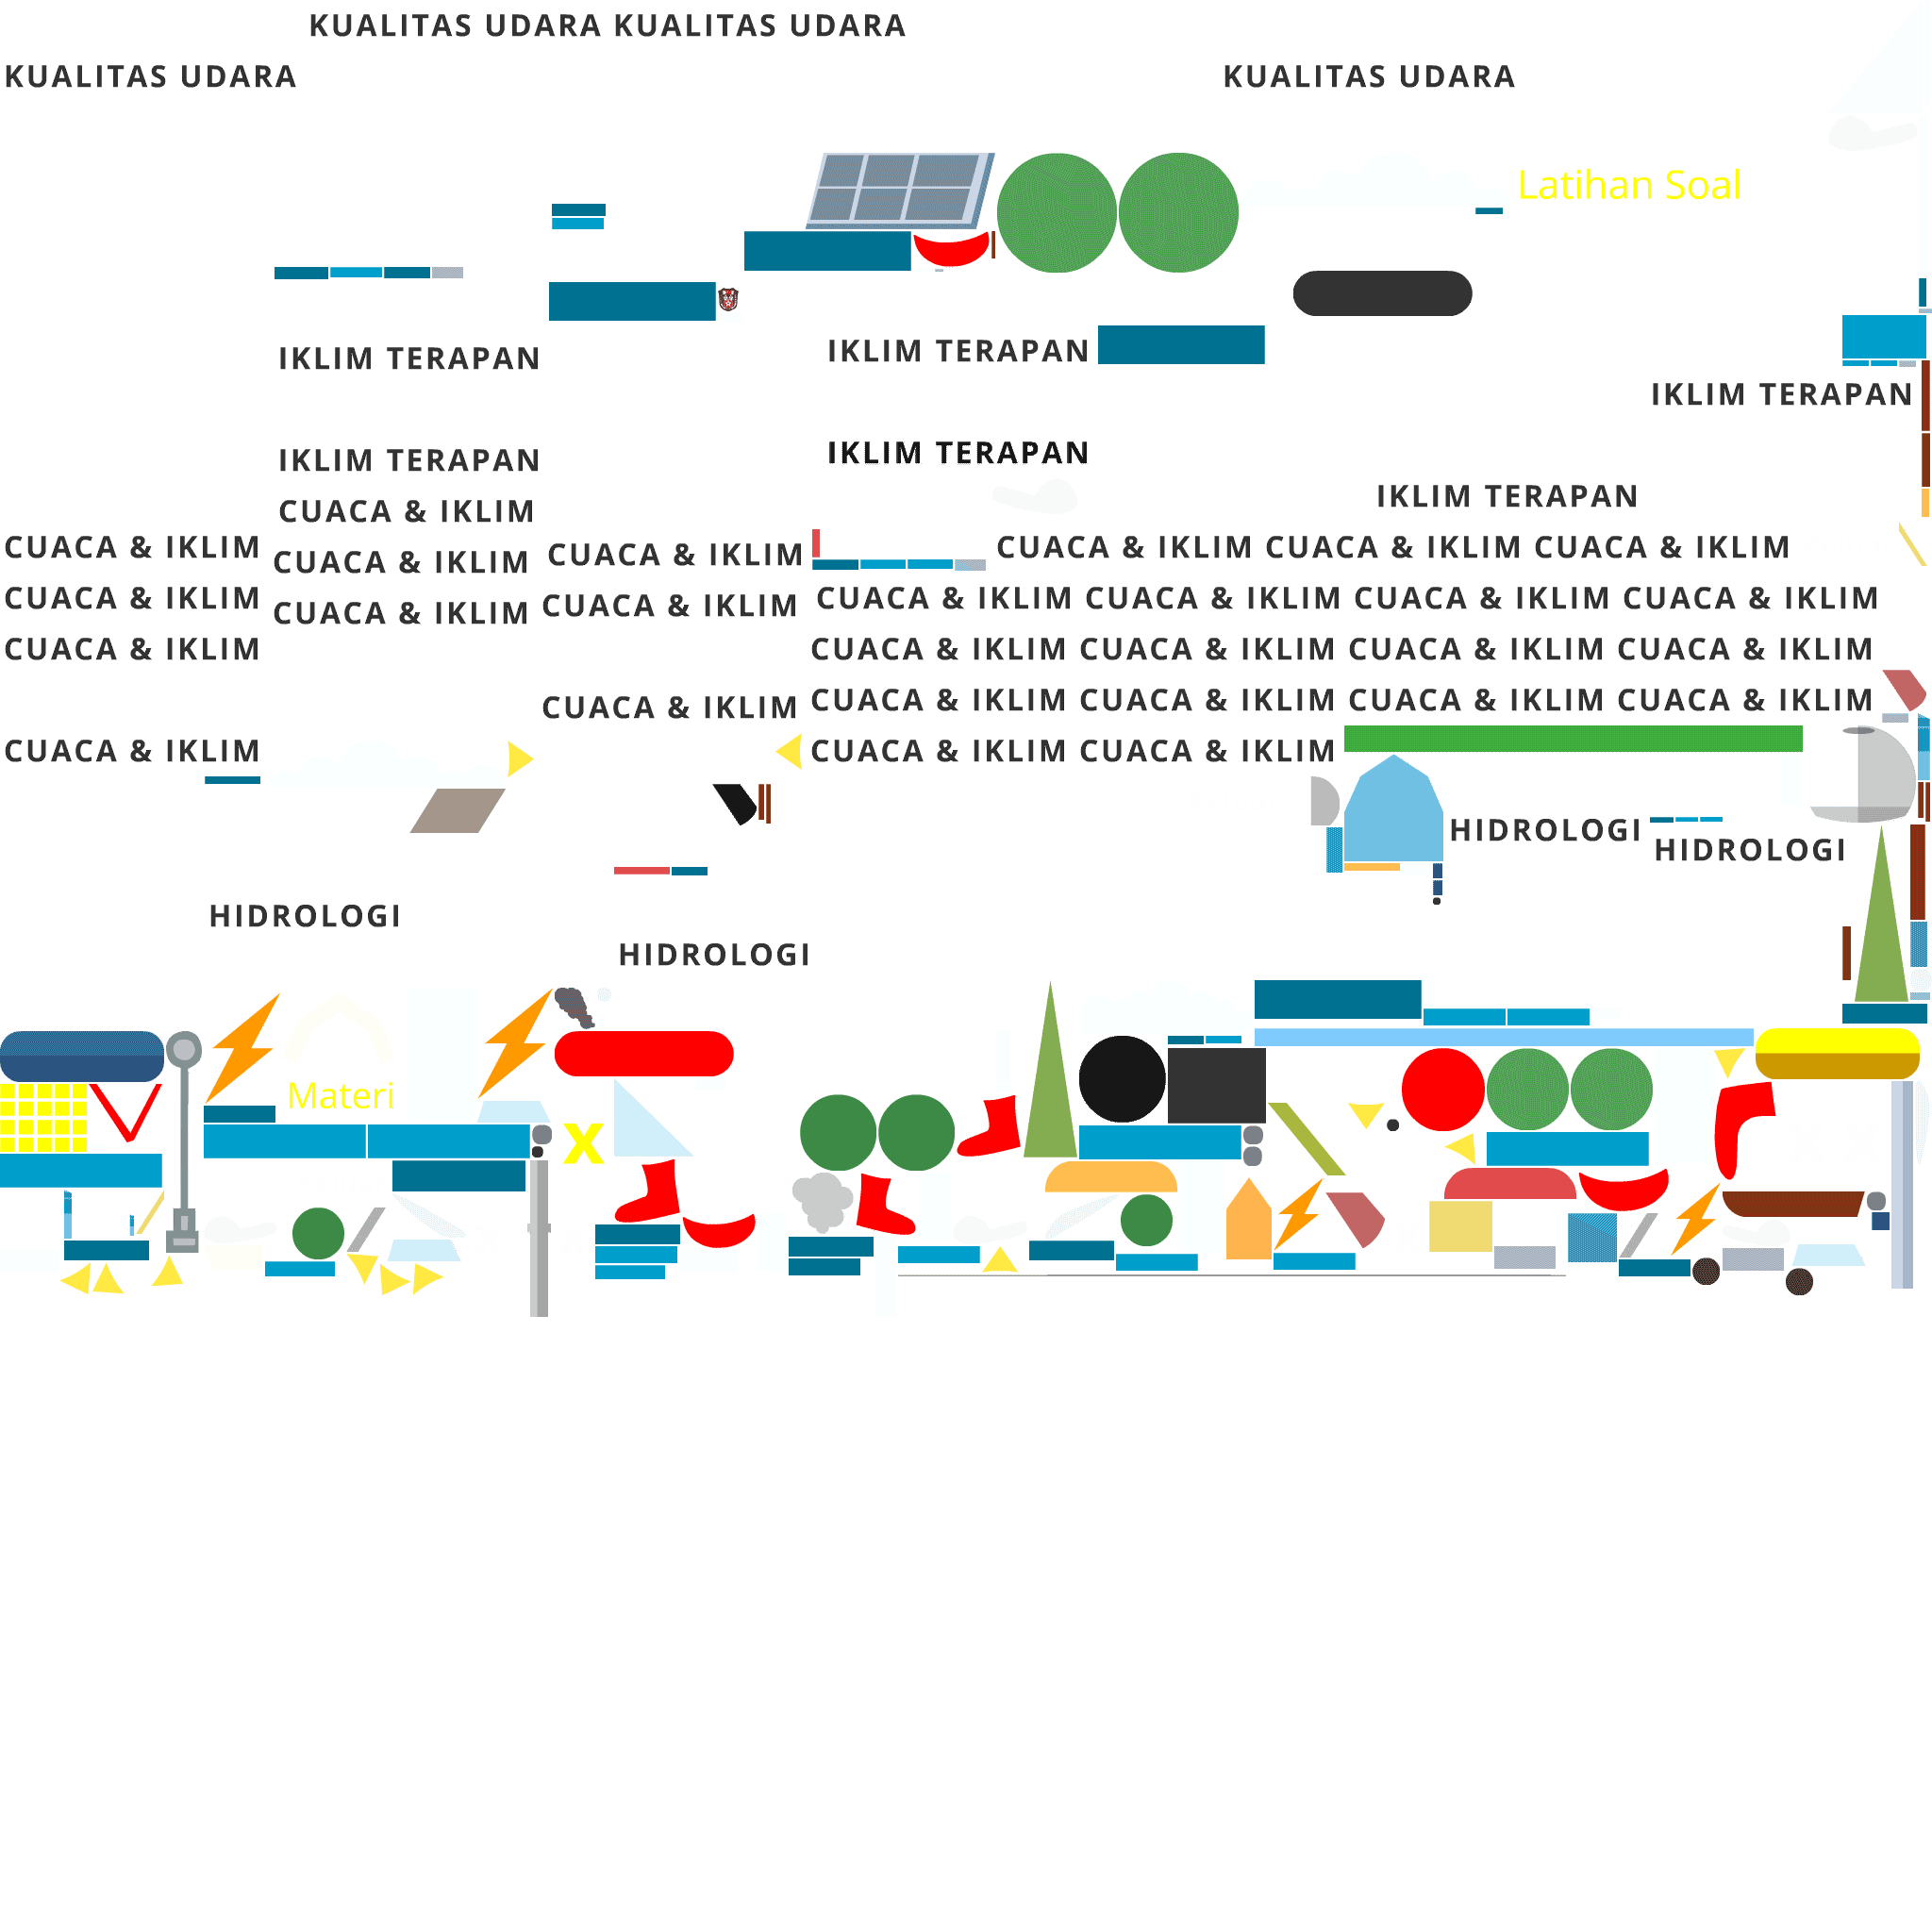 KUALITAS UDARA KUALITAS UDARA
KUALITAS UDARA KUALITAS UDARA
Latihan Soal
IKLIM TERAPAN IKLIM TERAPAN
IKLIM TERAPAN
IKLIM TERAPAN IKLIM TERAPAN
IKLIM TERAPAN
CUACA & IKLIM
CUACA & IKLIM CUACA & IKLIM CUACA & IKLIM CUACA & IKLIM CUACA & IKLIM CUACA & IKLIM
CUACA & IKLIM CUACA & IKLIM CUACA & IKLIM CUACA & IKLIM CUACA & IKLIM CUACA & IKLIM CUACA & IKLIM
CUACA & IKLIM CUACA & IKLIM CUACA & IKLIM CUACA & IKLIM CUACA & IKLIM
CUACA & IKLIM CUACA & IKLIM CUACA & IKLIM CUACA & IKLIM CUACA & IKLIM
CUACA & IKLIM CUACA & IKLIM CUACA & IKLIM
HIDROLOGI
HIDROLOGI
HIDROLOGI
HIDROLOGI
Materi
X